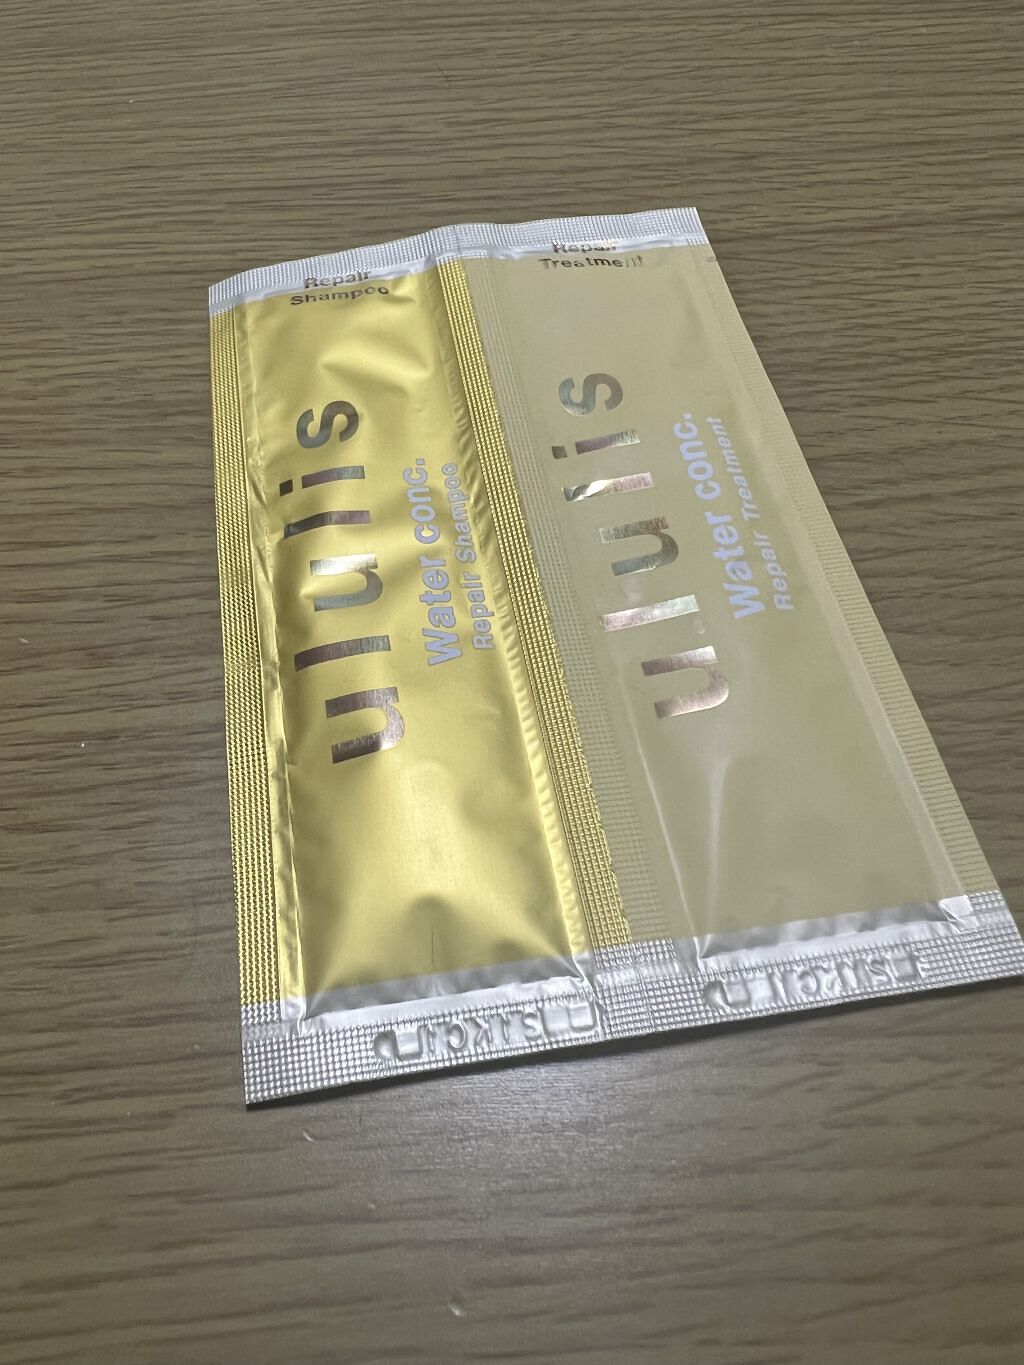 Repair
Shampoo
ululis
Water conc.
Repair Shampoo
Repair
Treatment
ululis
Water conc.
Repair Treatment